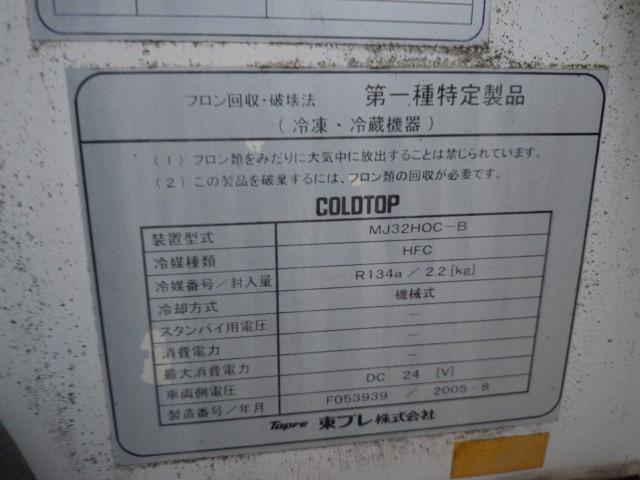 フロン回収・破壊法 第一種特定製品
(冷凍・冷蔵機器)
(1) フロン類をみだりに大気中に放出することは禁じられています。
(2) この製品を破棄するには、フロン類の回収が必要です。
COLDTOP
装置型式 MJ32HOC-B
冷媒種類 HFC
冷媒番号/封入量 R134a / 2.2 [kg]
冷却方式 機械式
スタンバイ用電圧 -
消費電力 -
最大消費電力 -
車両側電圧 DC 24 [V]
製造番号/年月 F053939 / 2005-8
Topre 東プレ株式会社